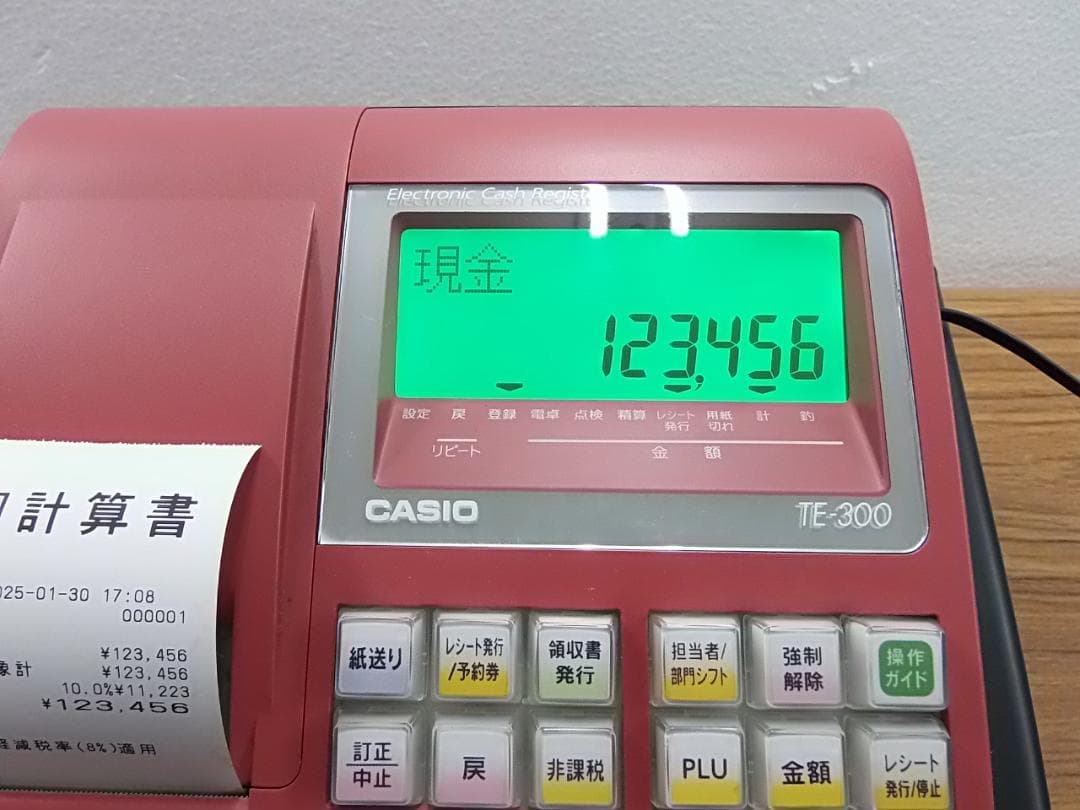 Electronic Cash Regist
現金
123,456
設定 戻 登録 電卓 点検 精算 レシート発行 用紙切れ 計 釣
リピート 金額
CASIO TE-300
計算書
25-01-30 17:08
000001
¥123,456
象計 ¥123,456
10.0%¥11,223
¥123,456
軽減税率(8%)適用
紙送り レシート発行/予約券 領収書発行 担当者/部門シフト 強制解除 操作ガイド
訂正/中止 戻 非課税 PLU 金額 レシート発行/停止